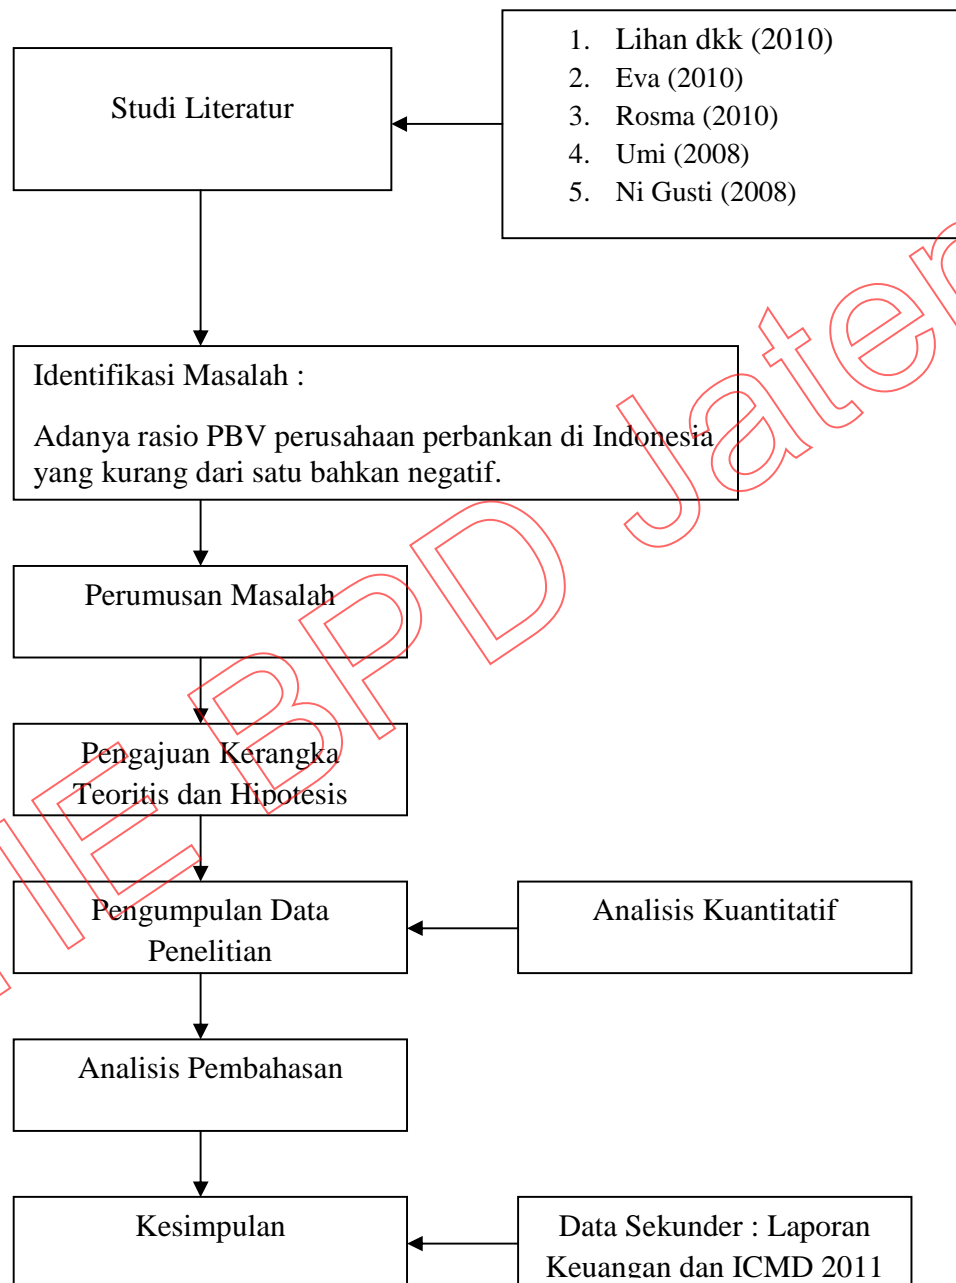 1. Lihan dkk (2010)
2. Eva (2010)
3. Rosma (2010)
4. Umi (2008)
5. Ni Gusti (2008)
Studi Literatur
Identifikasi Masalah :
Adanya rasio PBV perusahaan perbankan di Indonesia
yang kurang dari satu bahkan negatif.
Perumusan Masalah
Pengajuan Kerangka
Teoritis dan Hipotesis
Pengumpulan Data
Penelitian
Analisis Kuantitatif
Analisis Pembahasan
Kesimpulan
Data Sekunder : Laporan
Keuangan dan ICMD 2011
BPD